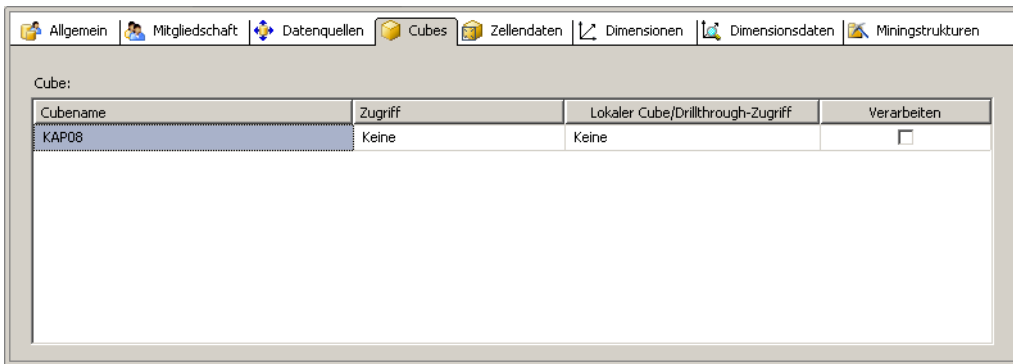 Allgemein Mitgliedschaft Datenquellen Cubes Zellendaten Dimensionen Dimensionsdaten Miningstrukturen
Cube:
Cubename Zugriff Lokaler Cube/Drillthrough-Zugriff Verarbeiten
KAP08 Keine Keine